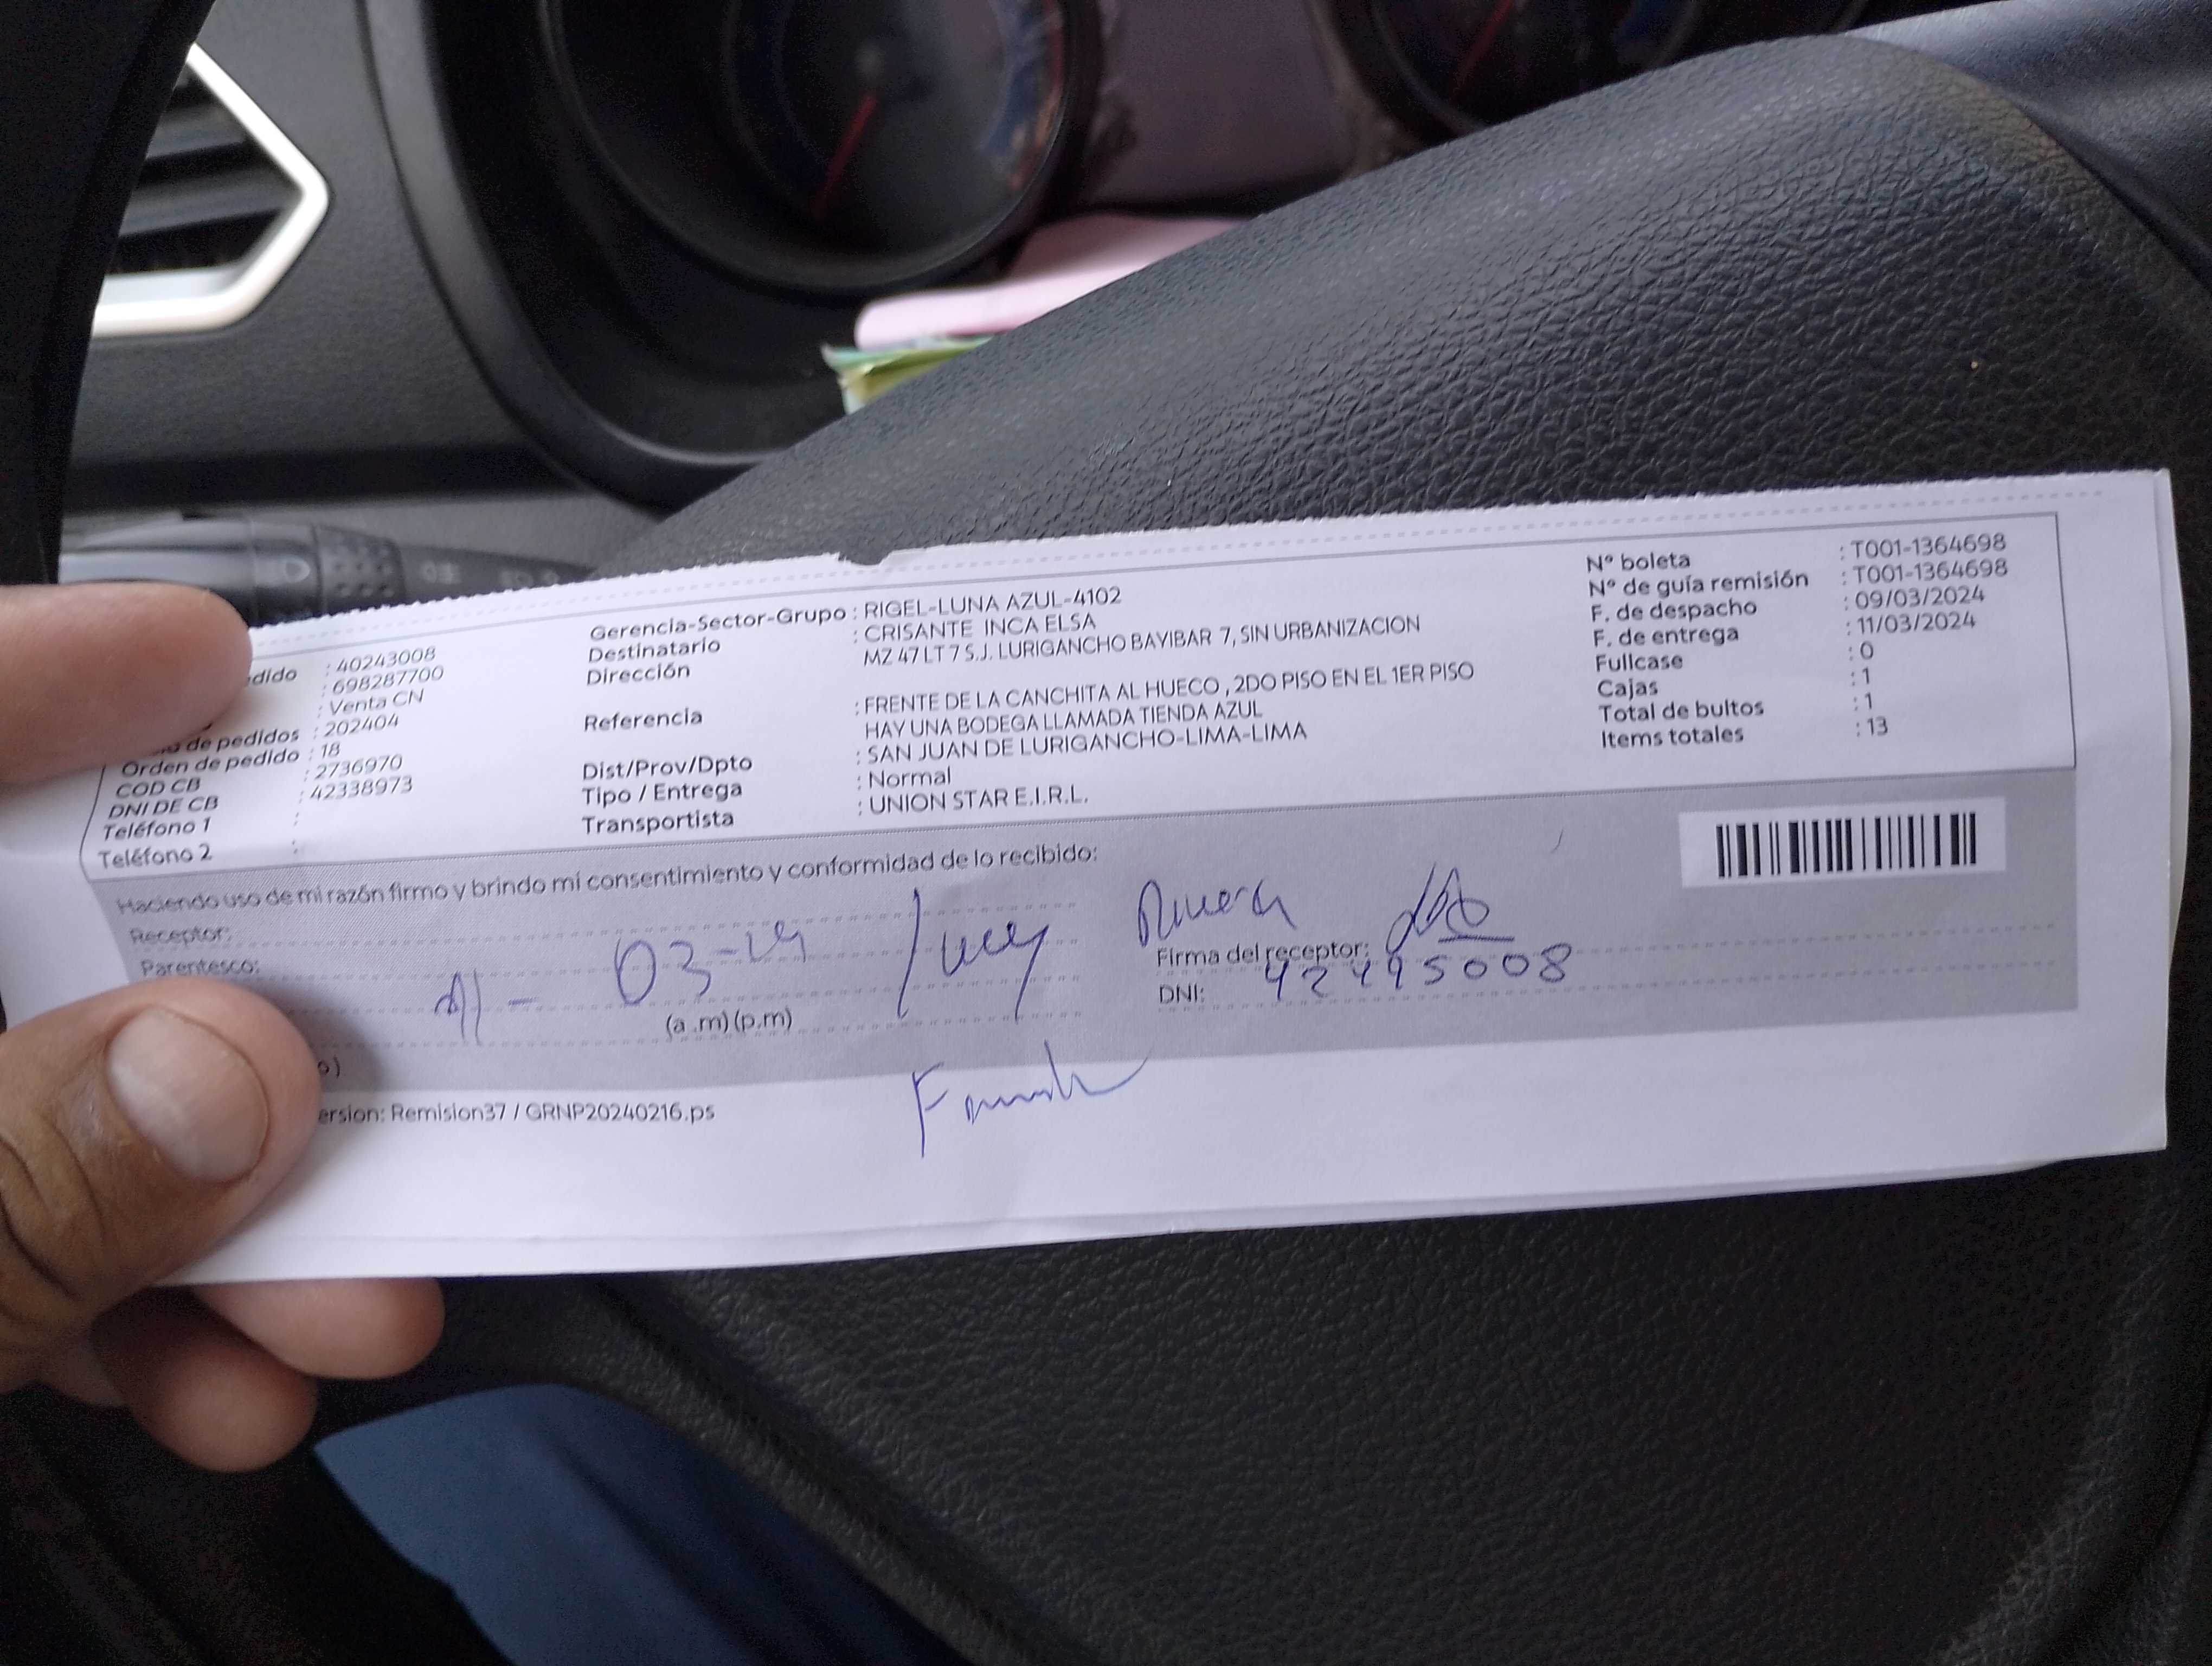 dido : 40243008
: 698287700
: Venta CN
de pedidos : 202404
Orden de pedido : 18
COD CB : 2736970
DNI DE CB : 42338973
Teléfono 1 :
Teléfono 2 :
Gerencia-Sector-Grupo : RIGEL-LUNA AZUL-4102
Destinatario : CRISANTE INCA ELSA
Dirección : MZ 47 LT 7 S.J. LURIGANCHO BAYIBAR 7, SIN URBANIZACION
Referencia : FRENTE DE LA CANCHITA AL HUECO , 2DO PISO EN EL 1ER PISO
HAY UNA BODEGA LLAMADA TIENDA AZUL
Dist/Prov/Dpto : SAN JUAN DE LURIGANCHO-LIMA-LIMA
Tipo / Entrega : Normal
Transportista : UNION STAR E.I.R.L.
N° boleta : T001-1364698
N° de guía remisión : T001-1364698
F. de despacho : 09/03/2024
F. de entrega : 11/03/2024
Fullcase : 0
Cajas : 1
Total de bultos : 1
Items totales : 13
Haciendo uso de mi razón firmo y brindo mi consentimiento y conformidad de lo recibido:
Receptor:
Parentesco:
11 - 03-24 Lucy Rivera
(a .m) (p.m)
Firma del receptor:
DNI: 42495008
o)
ersion: Remision37 / GRNP20240216.ps